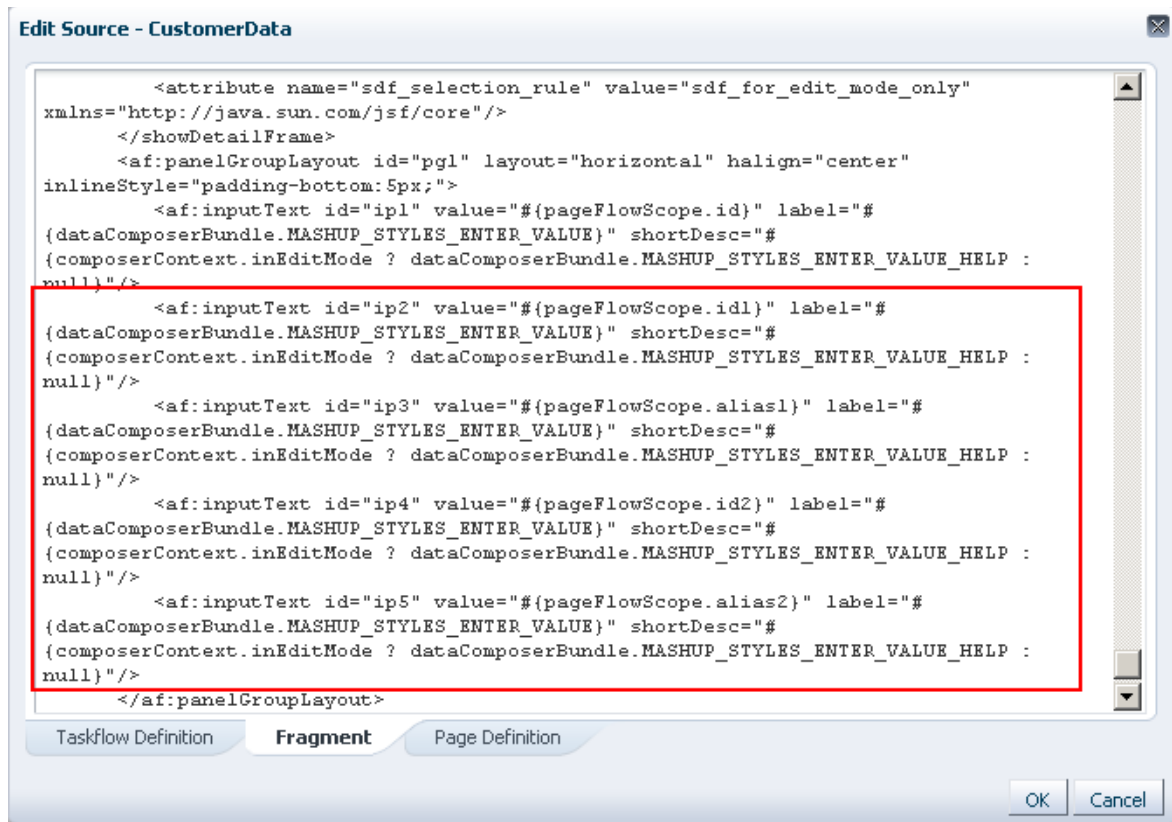 Edit Source - CustomerData
<attribute name="sdf_selection_rule" value="sdf_for_edit_mode_only"
xmlns="http://java.sun.com/jsf/core"/>
</showDetailFrame>
<af:panelGroupLayout id="pgl" layout="horizontal" halign="center"
inlineStyle="padding-bottom:5px;">
<af:inputText id="ip1" value="#{pageFlowScope.id}" label="#
{dataComposerBundle.MASHUP_STYLES_ENTER_VALUE}" shortDesc="#
{composerContext.inEditMode ? dataComposerBundle.MASHUP_STYLES_ENTER_VALUE_HELP :
null}"/>
<af:inputText id="ip2" value="#{pageFlowScope.id1}" label="#
{dataComposerBundle.MASHUP_STYLES_ENTER_VALUE}" shortDesc="#
{composerContext.inEditMode ? dataComposerBundle.MASHUP_STYLES_ENTER_VALUE_HELP :
null}"/>
<af:inputText id="ip3" value="#{pageFlowScope.alias1}" label="#
{dataComposerBundle.MASHUP_STYLES_ENTER_VALUE}" shortDesc="#
{composerContext.inEditMode ? dataComposerBundle.MASHUP_STYLES_ENTER_VALUE_HELP :
null}"/>
<af:inputText id="ip4" value="#{pageFlowScope.id2}" label="#
{dataComposerBundle.MASHUP_STYLES_ENTER_VALUE}" shortDesc="#
{composerContext.inEditMode ? dataComposerBundle.MASHUP_STYLES_ENTER_VALUE_HELP :
null}"/>
<af:inputText id="ip5" value="#{pageFlowScope.alias2}" label="#
{dataComposerBundle.MASHUP_STYLES_ENTER_VALUE}" shortDesc="#
{composerContext.inEditMode ? dataComposerBundle.MASHUP_STYLES_ENTER_VALUE_HELP :
null}"/>
</af:panelGroupLayout>
Taskflow Definition Fragment Page Definition
OK Cancel